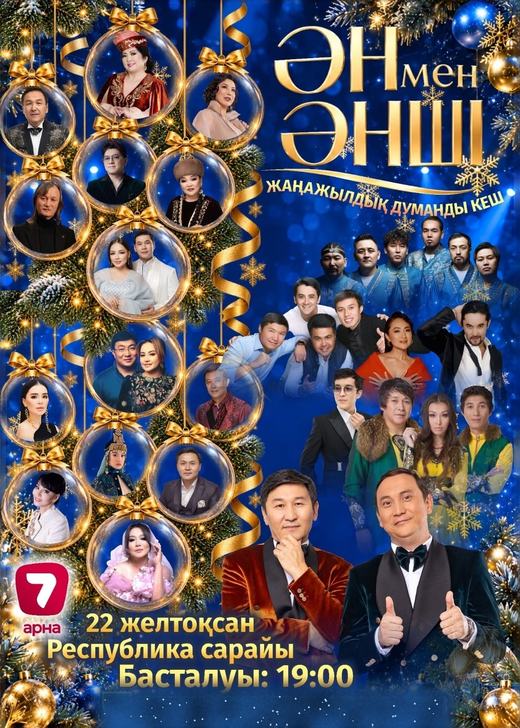 ӘН МЕН
ӘНШІ
ЖАҢАЖЫЛДЫҚ ДУМАНДЫ КЕШ
7
арна
22 желтоқсан
Республика сарайы
Басталуы: 19:00